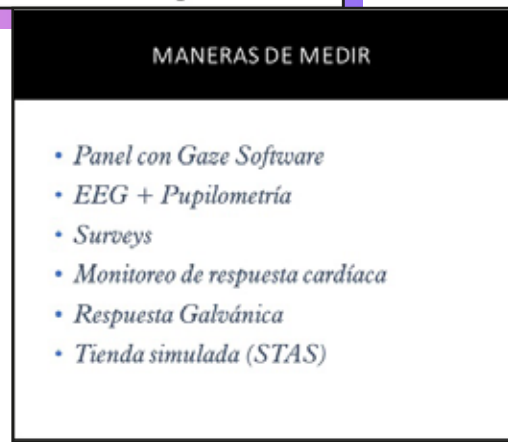 MANERAS DE MEDIR
• Panel con Gaze Software
• EEG + Pupilometría
• Surveys
• Monitoreo de respuesta cardíaca
• Respuesta Galvánica
• Tienda simulada (STAS)